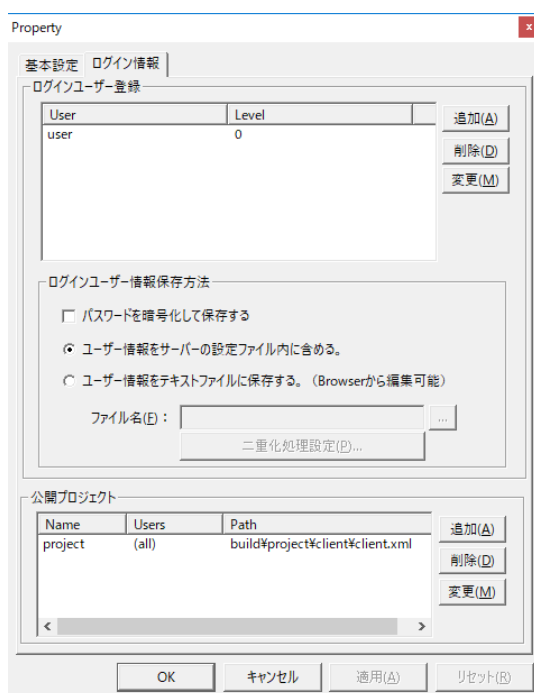 Property
x
基本設定 ログイン情報
ログインユーザー登録
User Level
user 0
追加(A)
削除(D)
変更(M)
ログインユーザー情報保存方法
パスワードを暗号化して保存する
ユーザー情報をサーバーの設定ファイル内に含める。
ユーザー情報をテキストファイルに保存する。（Browserから編集可能）
ファイル名(F)： ...
二重化処理設定(P)...
公開プロジェクト
Name Users Path
project (all) build¥project¥client¥client.xml
追加(A)
削除(D)
変更(M)
OK キャンセル 適用(A) リセット(R)